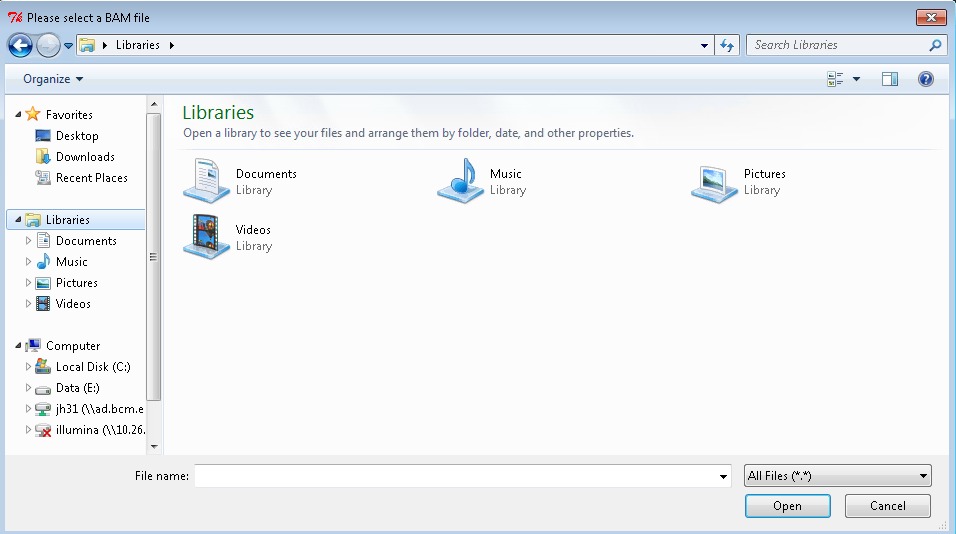 Please select a BAM file
Libraries
Search Libraries
Organize
Favorites
Desktop
Downloads
Recent Places
Libraries
Documents
Music
Pictures
Videos
Computer
Local Disk (C:)
Data (E:)
jh31 (\\ad.bcm.e
illumina (\\10.26.
Libraries
Open a library to see your files and arrange them by folder, date, and other properties.
Documents
Library
Music
Library
Pictures
Library
Videos
Library
File name:
All Files (*.*)
Open
Cancel